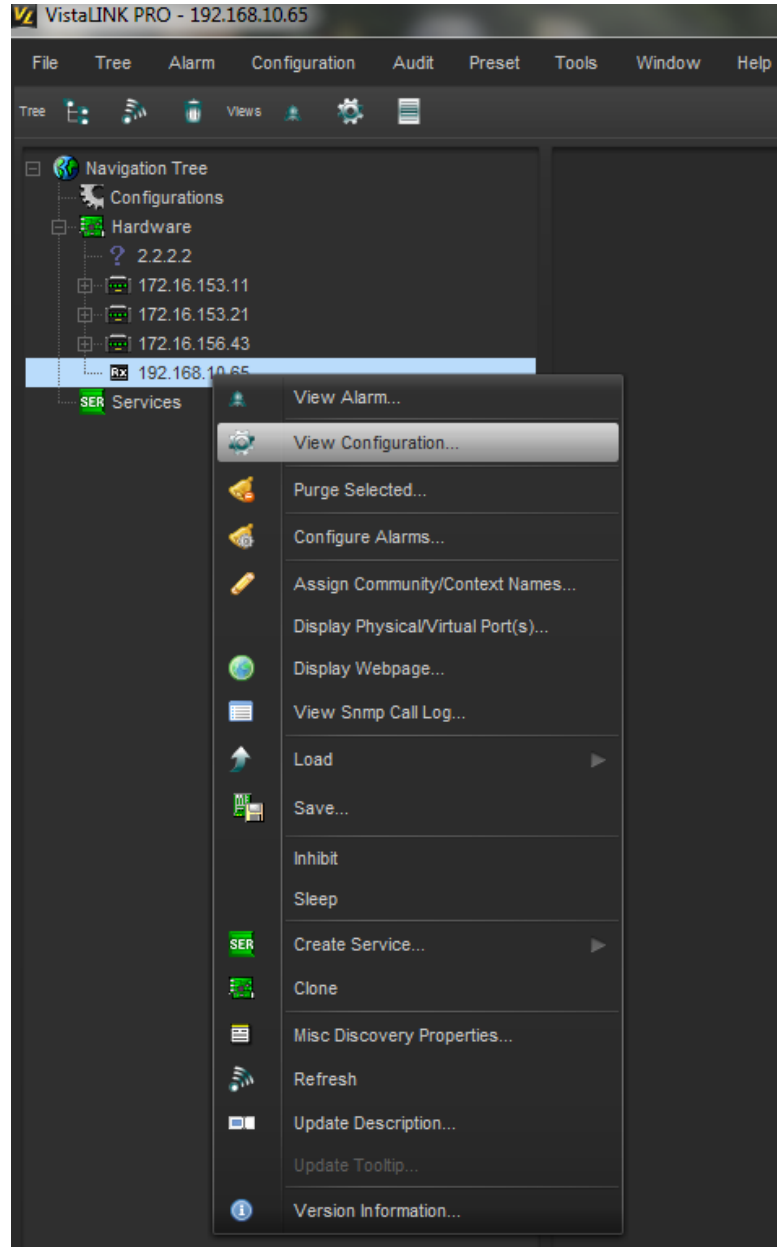 VL VistaLINK PRO - 192.168.10.65
File Tree Alarm Configuration Audit Preset Tools Window Help
Tree Views
Navigation Tree
Configurations
Hardware
? 2.2.2.2
172.16.153.11
172.16.153.21
172.16.156.43
Rx 192.168.10.65
SER Services
View Alarm...
View Configuration...
Purge Selected...
Configure Alarms...
Assign Community/Context Names...
Display Physical/Virtual Port(s)...
Display Webpage...
View Snmp Call Log...
Load
Save...
Inhibit
Sleep
SER Create Service...
Clone
Misc Discovery Properties...
Refresh
Update Description...
Update Tooltip...
Version Information...